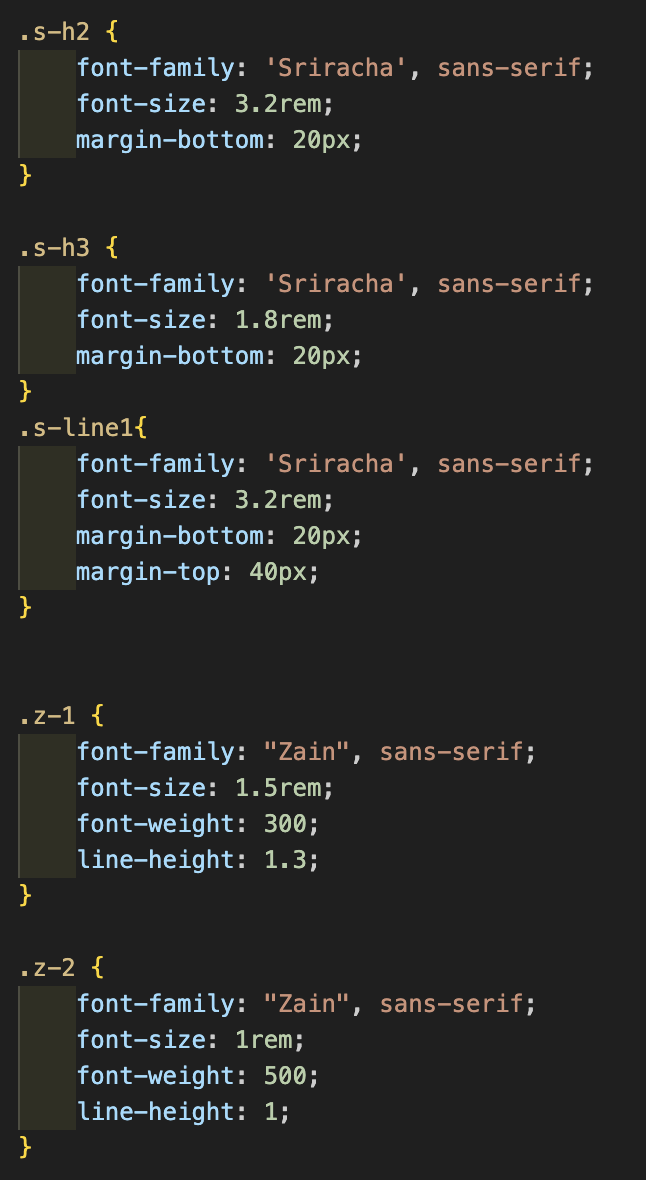 .s-h2 {
    font-family: 'Sriracha', sans-serif;
    font-size: 3.2rem;
    margin-bottom: 20px;
}

.s-h3 {
    font-family: 'Sriracha', sans-serif;
    font-size: 1.8rem;
    margin-bottom: 20px;
}
.s-line1{
    font-family: 'Sriracha', sans-serif;
    font-size: 3.2rem;
    margin-bottom: 20px;
    margin-top: 40px;
}


.z-1 {
    font-family: "Zain", sans-serif;
    font-size: 1.5rem;
    font-weight: 300;
    line-height: 1.3;
}

.z-2 {
    font-family: "Zain", sans-serif;
    font-size: 1rem;
    font-weight: 500;
    line-height: 1;
}